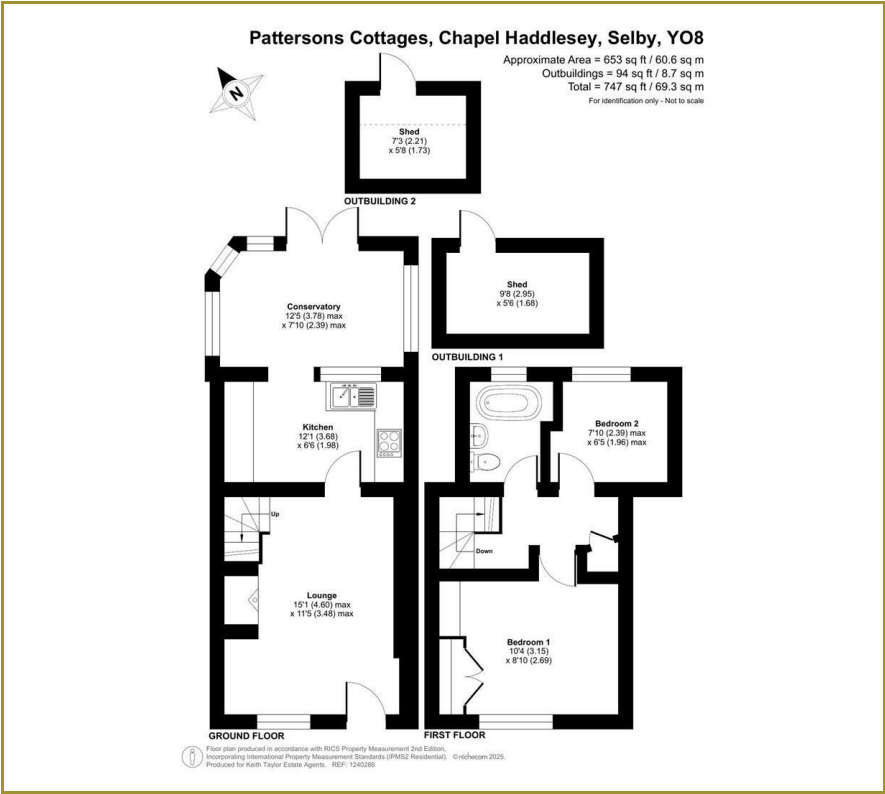 Pattersons Cottages, Chapel Haddlesey, Selby, YO8
Approximate Area = 653 sq ft / 60.6 sq m
Outbuildings = 94 sq ft / 8.7 sq m
Total = 747 sq ft / 69.3 sq m
For identification only - Not to scale
N
Shed
7'3 (2.21)
x 5'8 (1.73)
OUTBUILDING 2
Shed
9'8 (2.95)
x 5'6 (1.68)
OUTBUILDING 1
Conservatory
12'5 (3.78) max
x 7'10 (2.39) max
Kitchen
12'1 (3.68)
x 6'6 (1.98)
Bedroom 2
7'10 (2.39) max
x 6'5 (1.96) max
Up
Down
Lounge
15'1 (4.60) max
x 11'5 (3.48) max
Bedroom 1
10'4 (3.15)
x 8'10 (2.69)
GROUND FLOOR
FIRST FLOOR
Floor plan produced in accordance with RICS Property Measurement 2nd Edition,
Incorporating International Property Measurement Standards (IPMS2 Residential). © nichecom 2025.
Produced for Keith Taylor Estate Agents. REF: 1240286